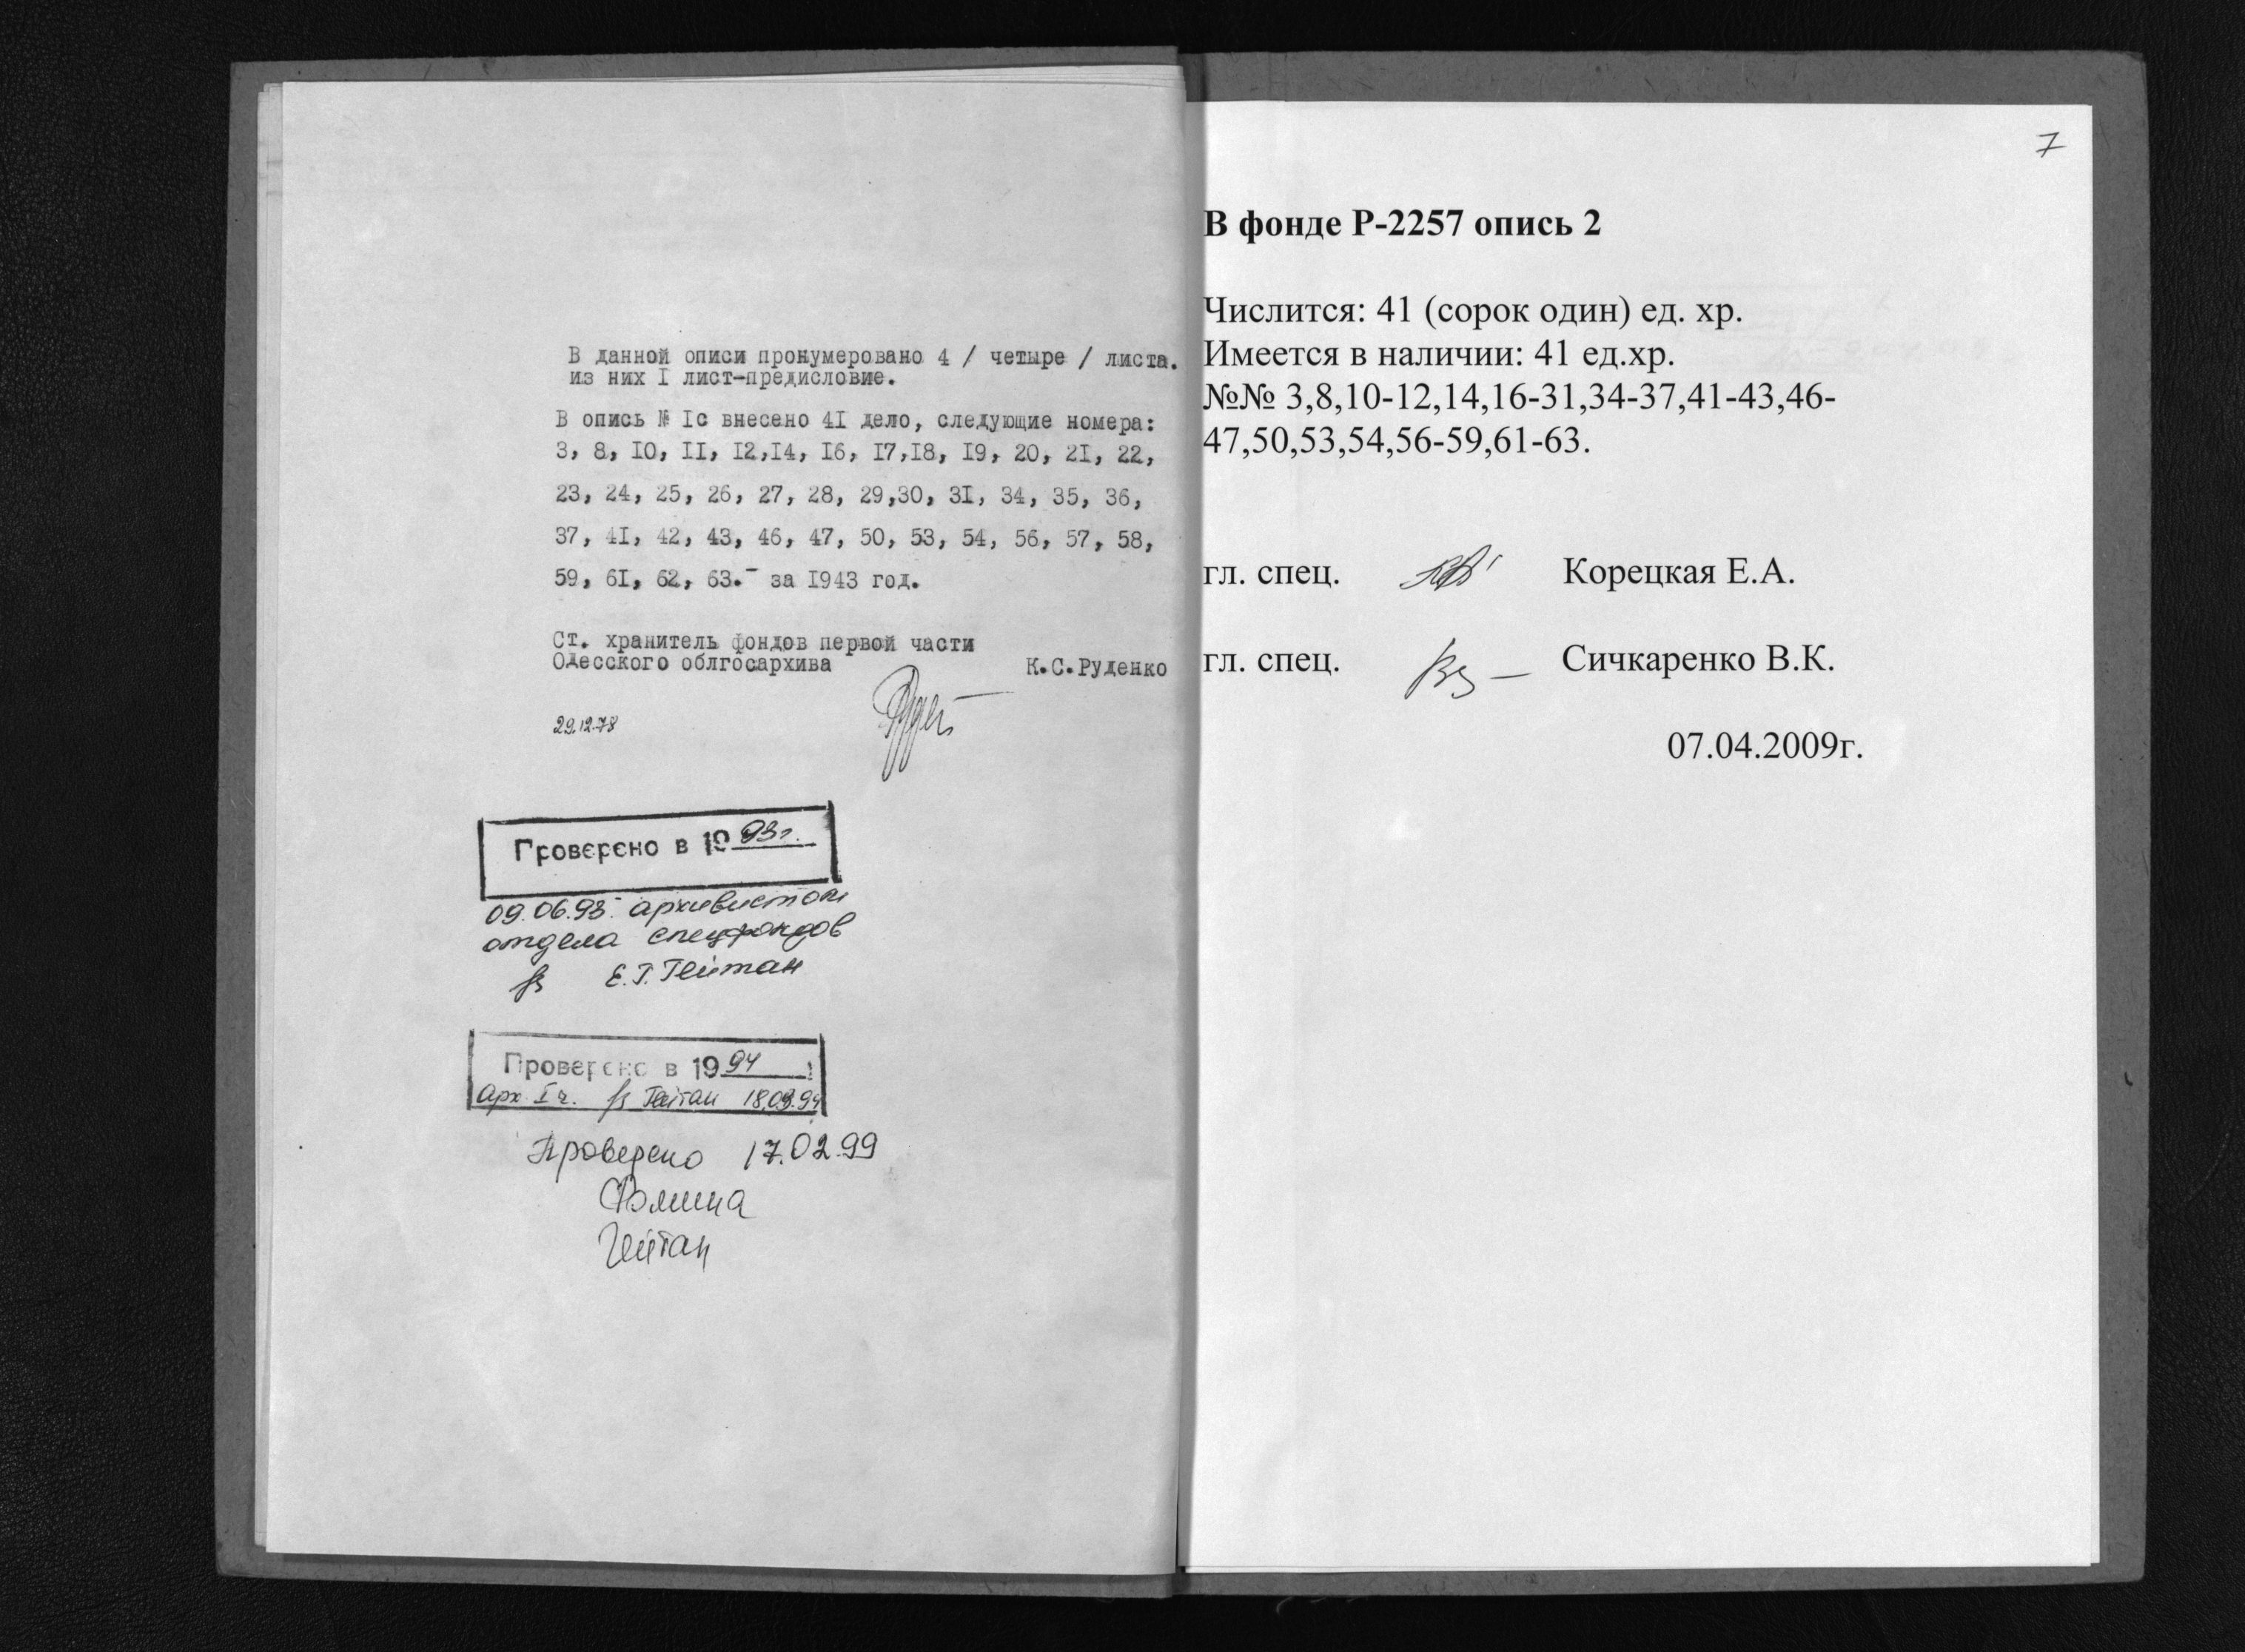 В данной описи пронумеровано 4 / четыре / листа.
из них I лист-предисловие.
В опись № Iс внесено 4I дело, следующие номера:
3, 8, I0, II, I2,I4, I6, I7,I8, I9, 20, 2I, 22,
23, 24, 25, 26, 27, 28, 29,30, 3I, 34, 35, 36,
37, 4I, 42, 43, 46, 47, 50, 53, 54, 56, 57, 58,
59, 6I, 62, 63.- за I943 год.
Ст. хранитель фондов первой части
Одесского облгосархива К.С.Руденко
29.12.78
Проверено в 1993г.
09.06.93. архивистом
отдела спецфондов
Е.Г.
Проверено в 1994
Арх. I ч. 18.03.94
Проверено 17.02.99
7
В фонде Р-2257 опись 2
Числится: 41 (сорок один) ед. хр.
Имеется в наличии: 41 ед.хр.
№№ 3,8,10-12,14,16-31,34-37,41-43,46-
47,50,53,54,56-59,61-63.
гл. спец. Корецкая Е.А.
гл. спец. Сичкаренко В.К.
07.04.2009г.